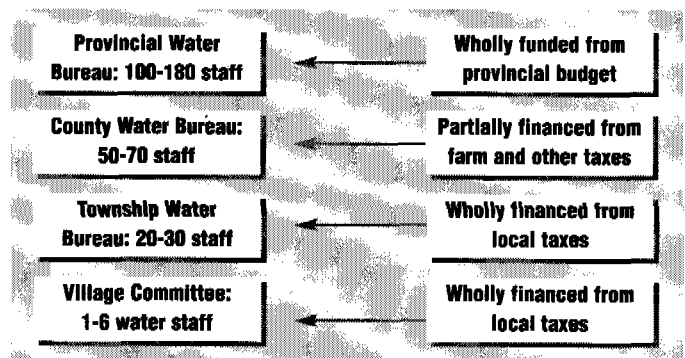 Provincial Water
Bureau: 100-180 staff
Wholly funded from
provincial budget
County Water Bureau:
50-70 staff
Partially financed from
farm and other taxes
Township Water
Bureau: 20-30 staff
Wholly financed from
local taxes
Village Committee:
1-6 water staff
Wholly financed from
local taxes